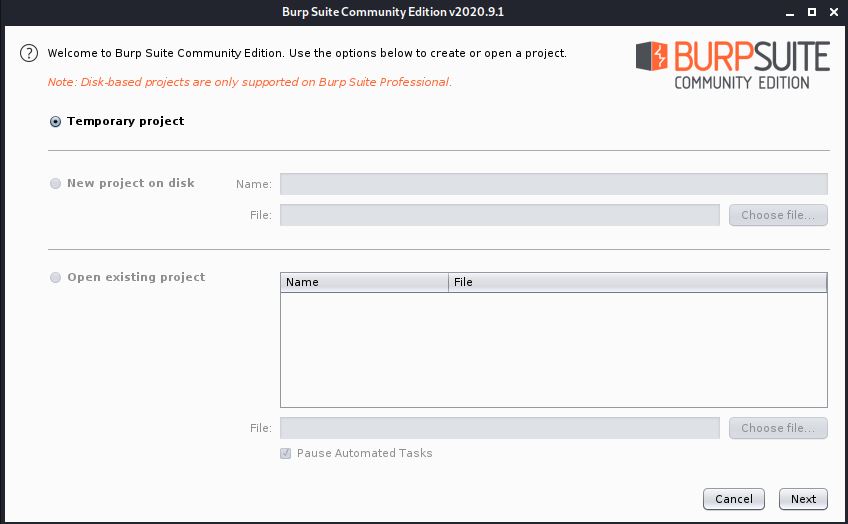 Burp Suite Community Edition v2020.9.1
? Welcome to Burp Suite Community Edition. Use the options below to create or open a project.
BURPSUITE
Note: Disk-based projects are only supported on Burp Suite Professional.
COMMUNITY EDITION
Temporary project
New project on disk Name:
File: Choose file...
Open existing project
Name File
File: Choose file...
Pause Automated Tasks
Cancel Next